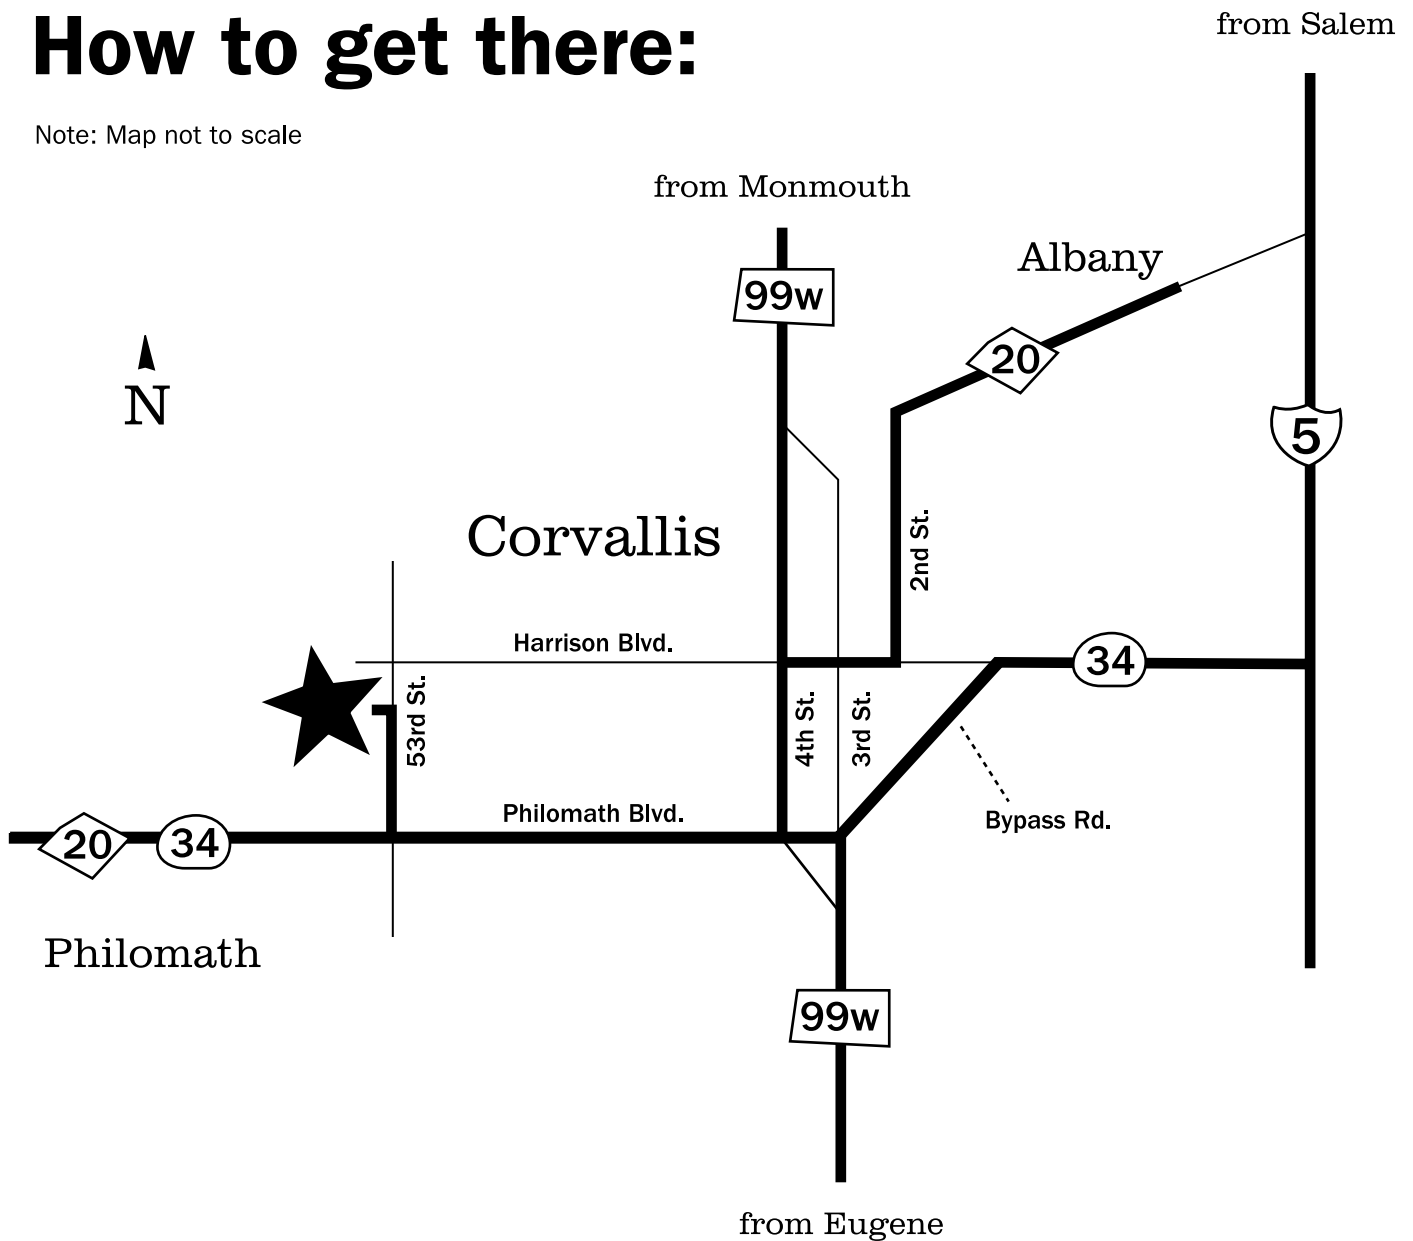 How to get there:
from Salem
Note: Map not to scale
from Monmouth
Albany
99w
20
N
5
Corvallis
2nd St.
Harrison Blvd.
34
53rd St.
4th St.
3rd St.
Philomath Blvd.
Bypass Rd.
20
34
Philomath
99w
from Eugene